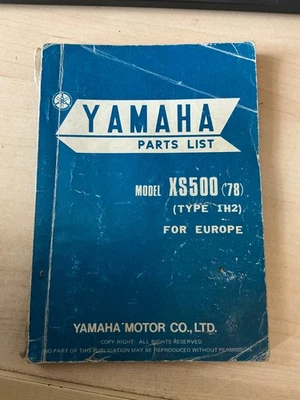 YAMAHA
PARTS LIST
MODEL XS500 ('78)
(TYPE 1H2)
FOR EUROPE
YAMAHA MOTOR CO., LTD.
COPY RIGHT: ALL RIGHTS RESERVED
NO PART OF THIS PUBLICATION MAY BE REPRODUCED WITHOUT PERMISSION